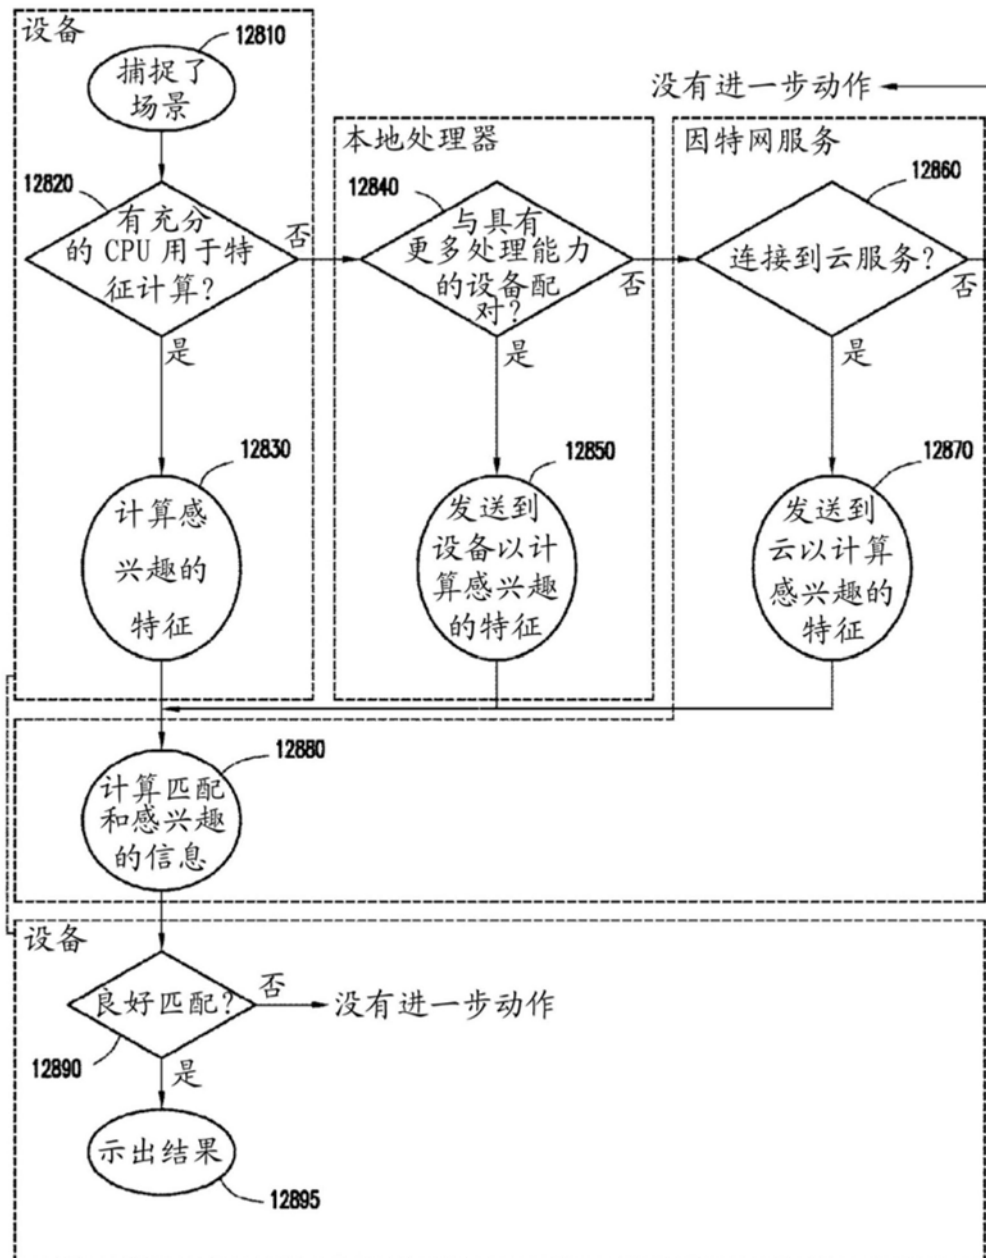 设备
12810
捕捉了
场景
没有进一步动作
本地处理器
因特网服务
12820
有充分
的 CPU 用于特
征计算？
否
是
12840
与具有
更多处理能力
的设备配
对？
否
是
12860
连接到云服务？
否
是
12830
计算感
兴趣的
特征
12850
发送到
设备以计
算感兴趣
的特征
12870
发送到
云以计算
感兴趣的
特征
12880
计算匹配
和感兴趣
的信息
设备
良好匹配？
否
没有进一步动作
12890
是
示出结果
12895